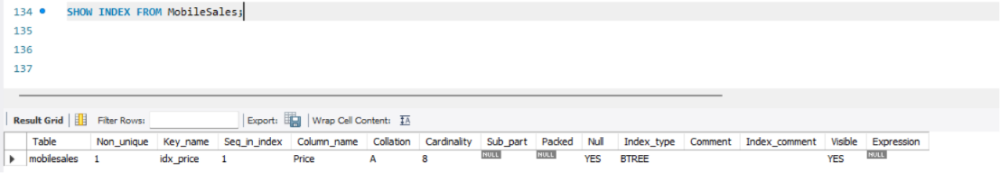 134 SHOW INDEX FROM MobileSales;
135
136
137
Result Grid Filter Rows: Export: Wrap Cell Content: IA
Table Non_unique Key_name Seq_in_index Column_name Collation Cardinality Sub_part Packed Null Index_type Comment Index_comment Visible Expression
mobilesales 1 idx_price 1 Price A 8 NULL NULL YES BTREE YES NULL